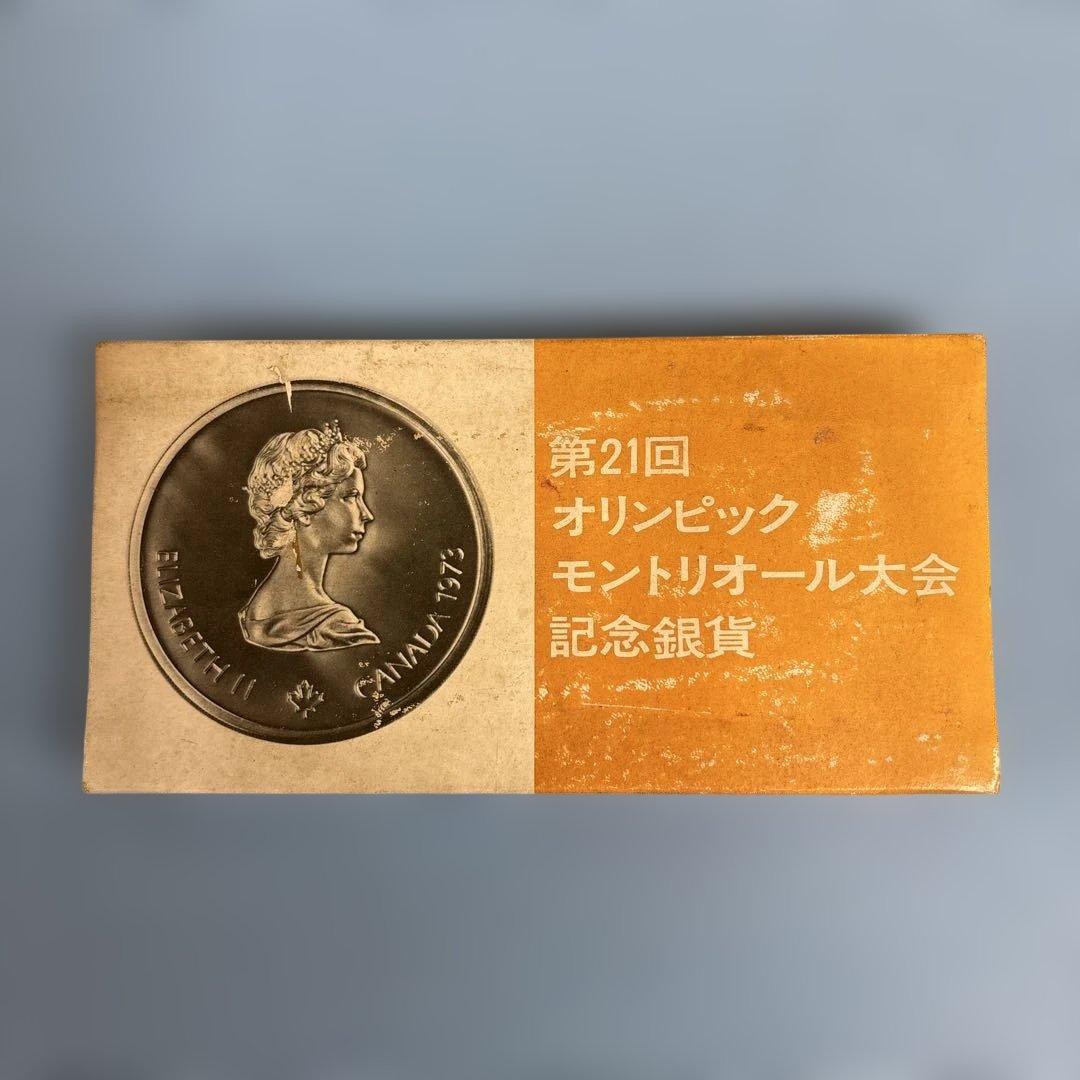 ELIZABETH II
CANADA 1973
第21回
オリンピック
モントリオール大会
記念銀貨